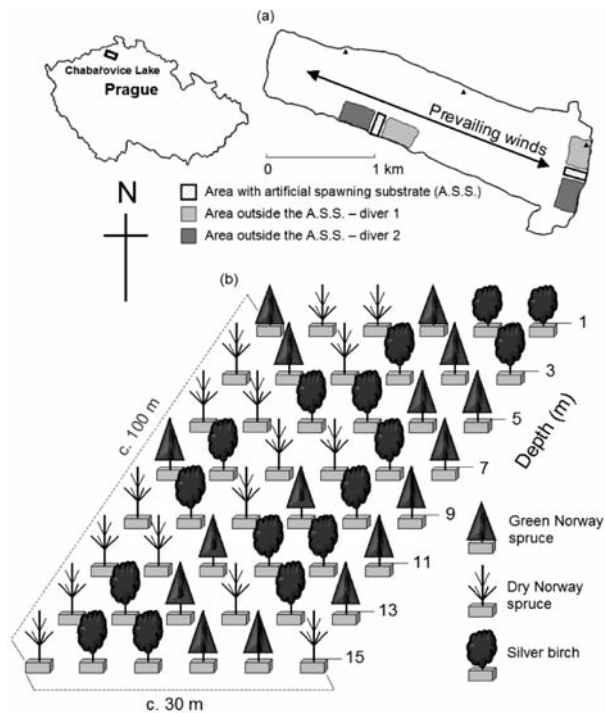 (a)
Chabařovice Lake
Prague
Prevailing winds
0 1 km
N
Area with artificial spawning substrate (A.S.S.)
Area outside the A.S.S. – diver 1
Area outside the A.S.S. – diver 2
(b)
1
3
5
7
9
11
13
15
c. 100 m
Depth (m)
Green Norway
spruce
Dry Norway
spruce
Silver birch
c. 30 m